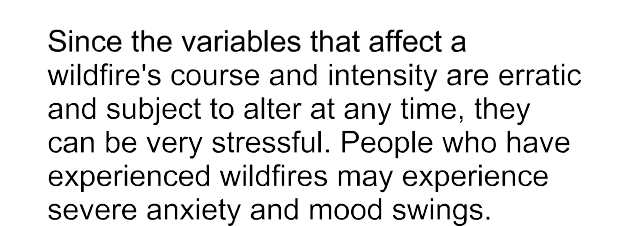 Since the variables that affect a
wildfire's course and intensity are erratic
and subject to alter at any time, they
can be very stressful. People who have
experienced wildfires may experience
severe anxiety and mood swings.